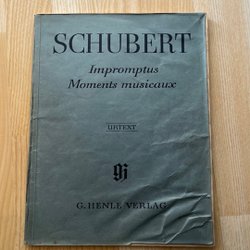 SCHUBERT
Impromptus
Moments musicaux
URTEXT
G. HENLE VERLAG